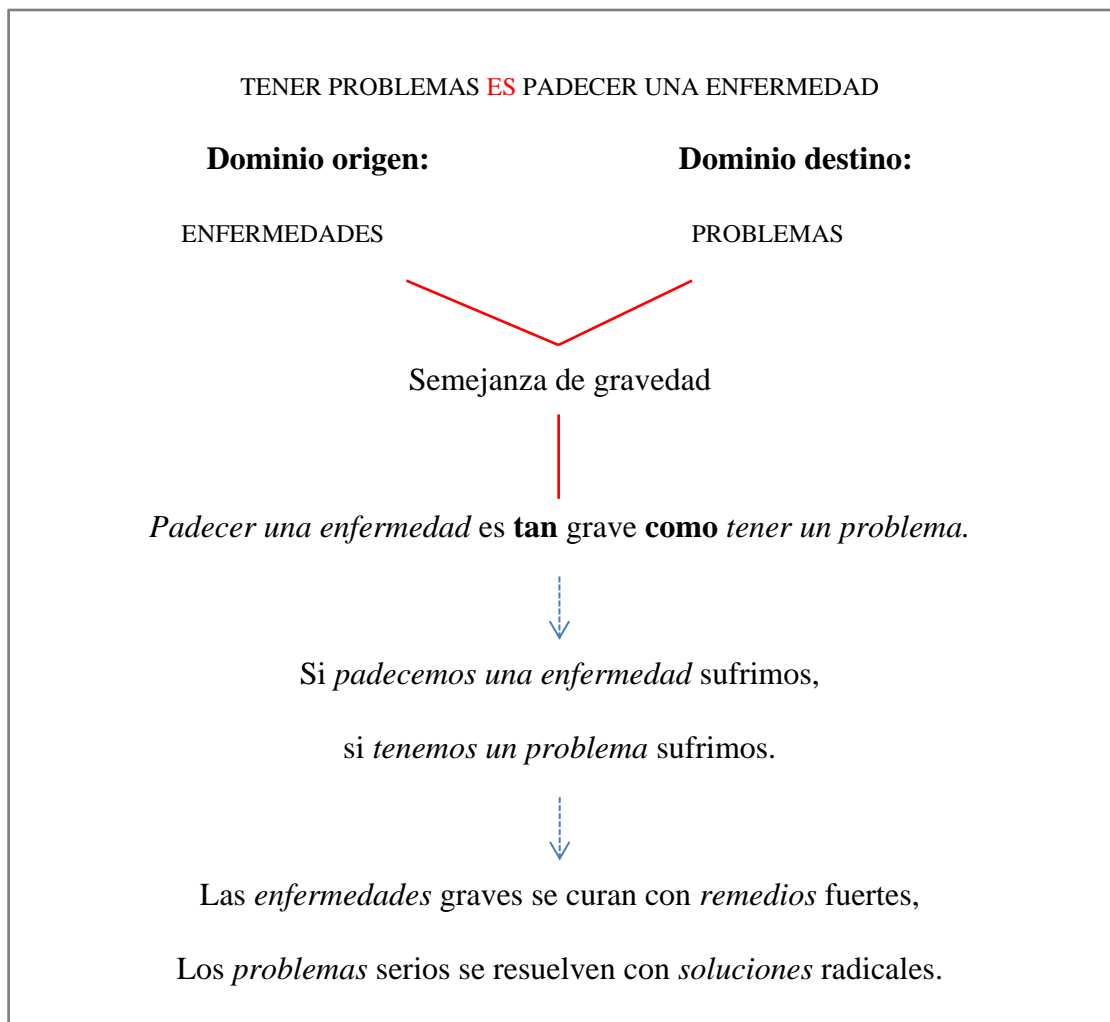 TENER PROBLEMAS ES PADECER UNA ENFERMEDAD
Dominio origen: Dominio destino:
ENFERMEDADES PROBLEMAS
Semejanza de gravedad
Padecer una enfermedad es tan grave como tener un problema.
Si padecemos una enfermedad sufrimos,
si tenemos un problema sufrimos.
Las enfermedades graves se curan con remedios fuertes,
Los problemas serios se resuelven con soluciones radicales.